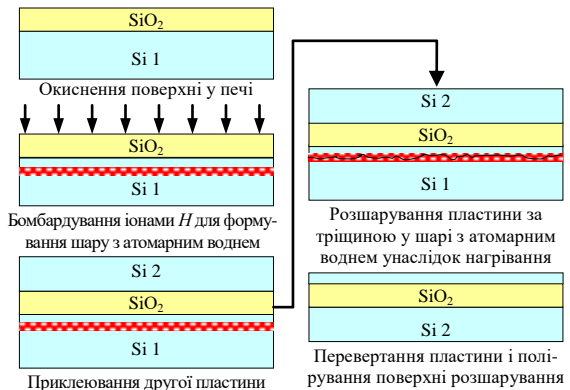 SiO₂
Si 1
Окиснення поверхні у печі
SiO₂
Si 1
Бомбардування іонами H для форму-
вання шару з атомарним воднем
Si 2
SiO₂
Si 1
Приклеювання другої пластини
Si 2
SiO₂
Si 1
Розшарування пластини за
тріщиною у шарі з атомарним
воднем унаслідок нагрівання
SiO₂
Si 2
Перевертання пластини і полі-
рування поверхні розшарування